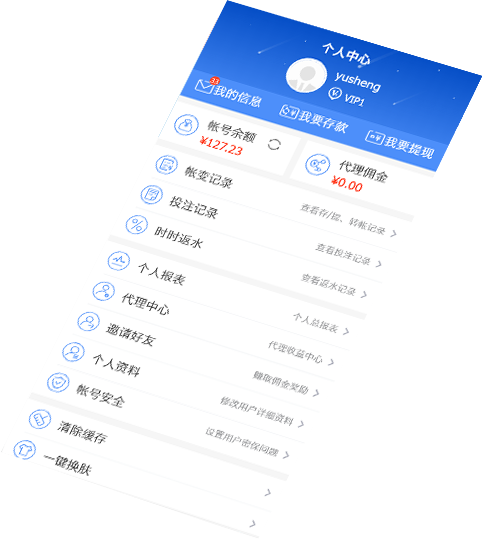 个人中心
yusheng
VIP1
33
我的信息 我要存款 我要提现
帐号余额 代理佣金
¥127.23 ¥0.00
帐变记录 查看存/提、转帐记录
投注记录 查看投注记录
时时返水 查看返水记录
个人报表 个人总报表
代理中心 代理收益中心
邀请好友 赚取佣金奖励
个人资料 修改用户详细资料
帐号安全 设置用户密保问题
清除缓存
一键换肤